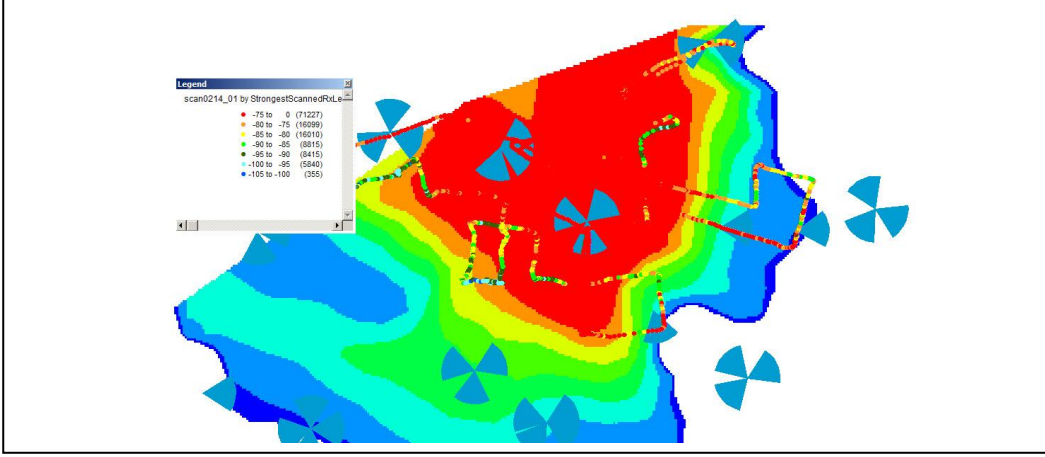 Legend
scan0214_01 by StrongestScannedRxLe
-75 to 0 (71227)
-80 to -75 (16099)
-85 to -80 (16010)
-90 to -85 (8815)
-95 to -90 (8415)
-100 to -95 (5840)
-105 to -100 (355)